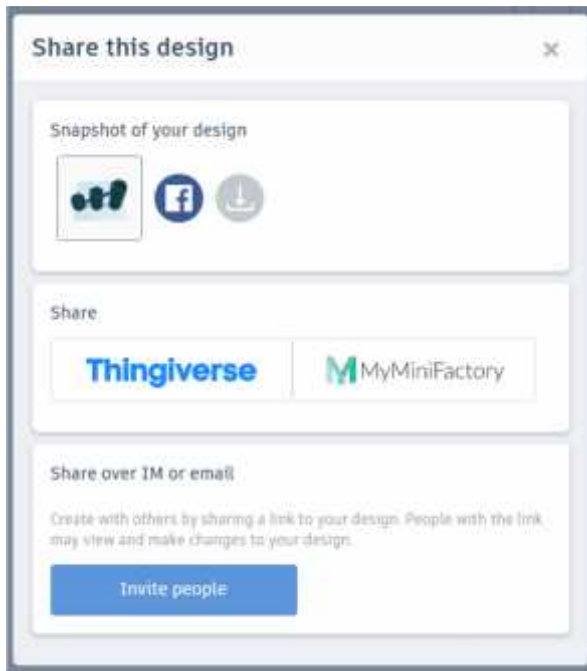 Share this design
Snapshot of your design
Share
Thingiverse
MyMiniFactory
Share over IM or email
Create with others by sharing a link to your design. People with the link
may view and make changes to your design.
Invite people